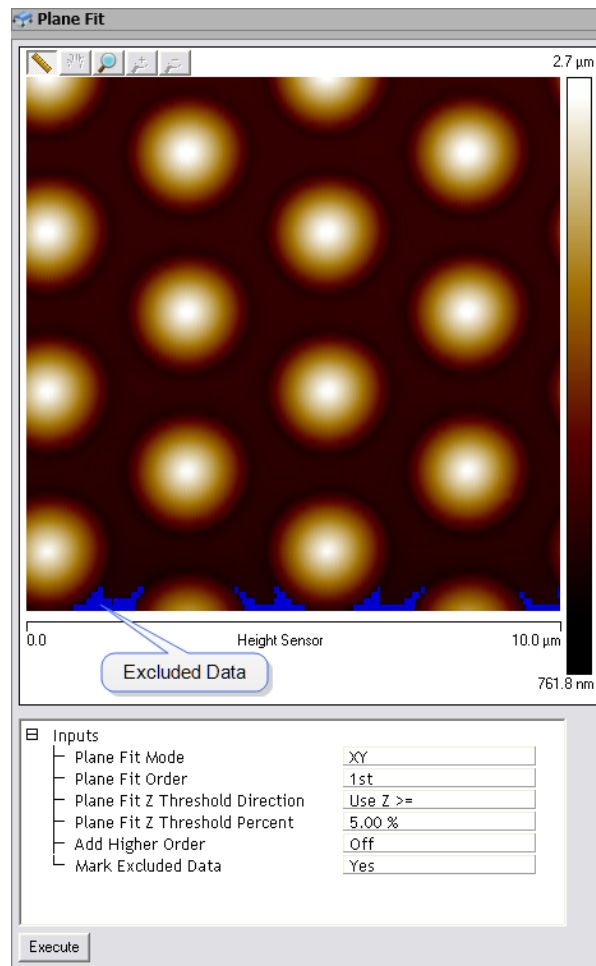 Plane Fit
2.7 µm
0.0 Height Sensor 10.0 µm
Excluded Data
761.8 nm
Inputs
Plane Fit Mode XY
Plane Fit Order 1st
Plane Fit Z Threshold Direction Use Z >=
Plane Fit Z Threshold Percent 5.00 %
Add Higher Order Off
Mark Excluded Data Yes
Execute